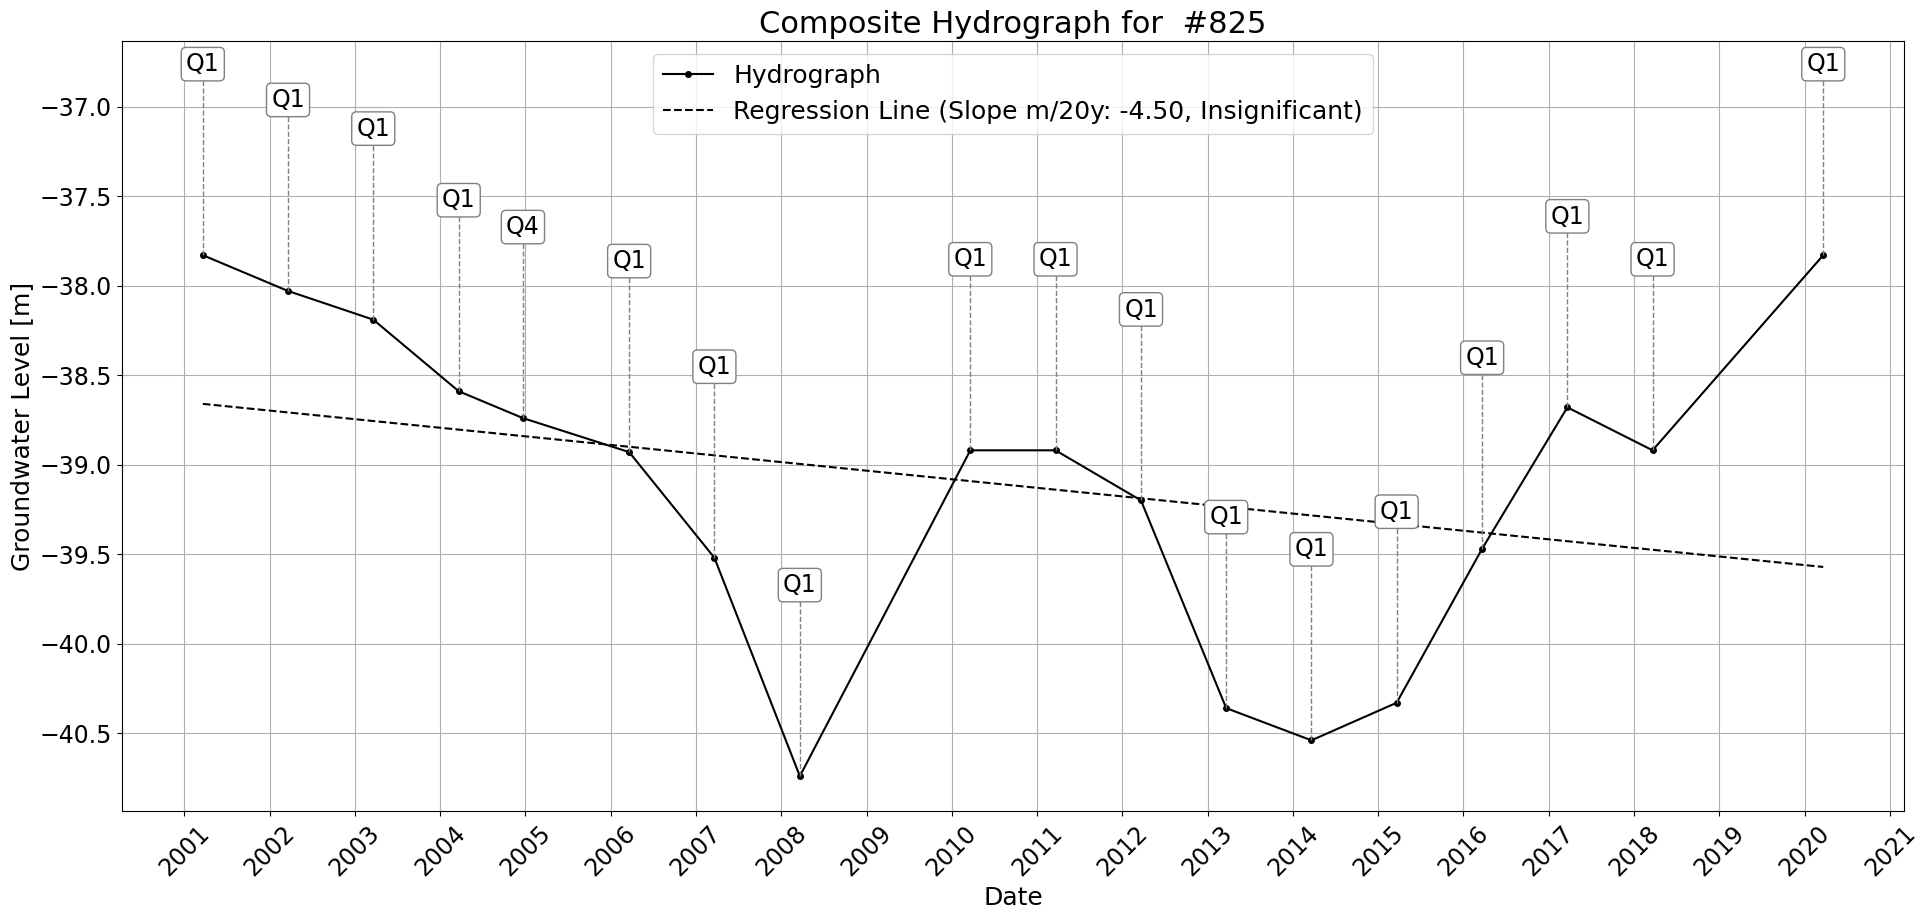 Composite Hydrograph for  #825
Hydrograph
Regression Line (Slope m/20y: -4.50, Insignificant)
Q1
Q1
Q1
Q1
Q4
Q1
Q1
Q1
Q1
Q1
Q1
Q1
Q1
Q1
Q1
Q1
Q1
Q1
Groundwater Level [m]
−37.0
−37.5
−38.0
−38.5
−39.0
−39.5
−40.0
−40.5
2001
2002
2003
2004
2005
2006
2007
2008
2009
2010
2011
2012
2013
2014
2015
2016
2017
2018
2019
2020
2021
Date